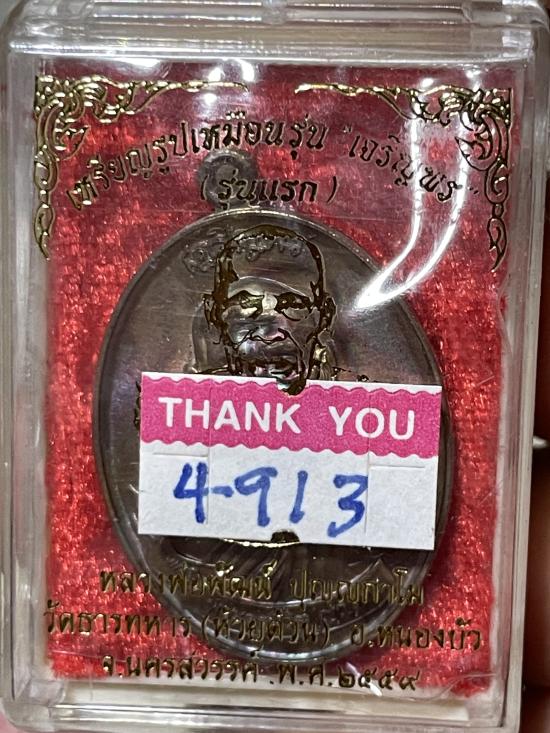 เหรียญรูปเหมือนรุ่น "เจริญพร"
(รุ่นแรก)
THANK YOU
4-913
หลวงพ่อพัฒน์ ปุญฺญกาโม
วัดธารทหาร (ห้วยด้วน) อ.หนองบัว
จ.นครสวรรค์ พ.ศ.๒๕๕๙